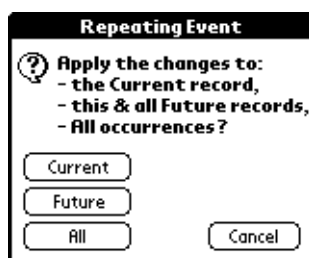 Repeating Event
Apply the changes to:
- the Current record,
- this & all Future records,
- All occurrences?
Current
Future
All
Cancel